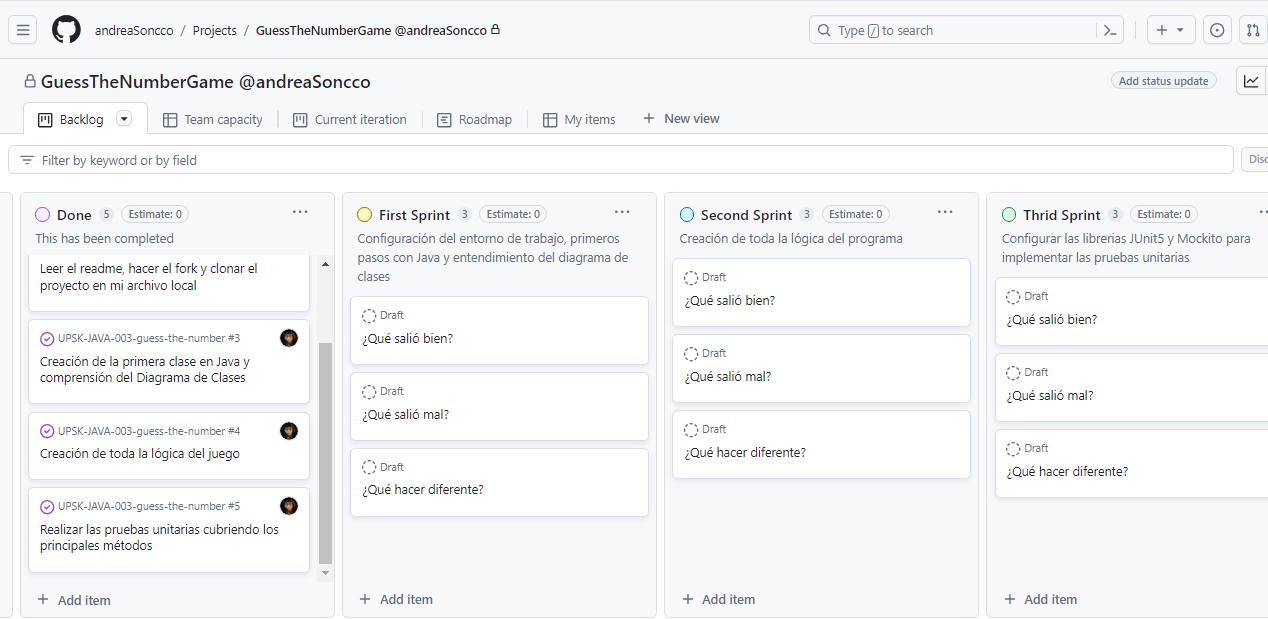 andreaSoncco / Projects / GuessTheNumberGame @andreaSoncco
Type / to search
GuessTheNumberGame @andreaSoncco
Add status update
Backlog
Team capacity
Current iteration
Roadmap
My items
New view
Filter by keyword or by field
Disc
Done 5 Estimate: 0
This has been completed
Leer el readme, hacer el fork y clonar el
proyecto en mi archivo local
UPSK-JAVA-003-guess-the-number #3
Creación de la primera clase en Java y
comprensión del Diagrama de Clases
UPSK-JAVA-003-guess-the-number #4
Creación de toda la lógica del juego
UPSK-JAVA-003-guess-the-number #5
Realizar las pruebas unitarias cubriendo los
principales métodos
Add item
First Sprint 3 Estimate: 0
Configuración del entorno de trabajo, primeros
pasos con Java y entendimiento del diagrama de
clases
Draft
¿Qué salió bien?
Draft
¿Qué salió mal?
Draft
¿Qué hacer diferente?
Add item
Second Sprint 3 Estimate: 0
Creación de toda la lógica del programa
Draft
¿Qué salió bien?
Draft
¿Qué salió mal?
Draft
¿Qué hacer diferente?
Add item
Thrid Sprint 3 Estimate: 0
Configurar las librerias JUnit5 y Mockito para
implementar las pruebas unitarias
Draft
¿Qué salió bien?
Draft
¿Qué salió mal?
Draft
¿Qué hacer diferente?
Add item